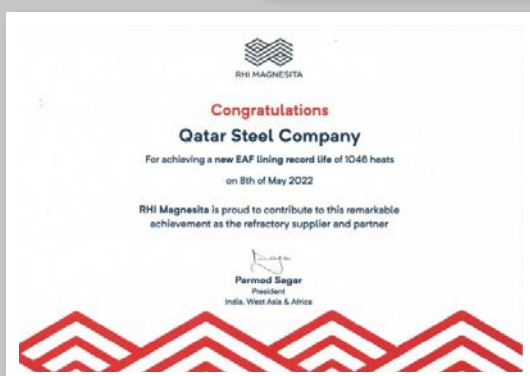 RHI MAGNESITA
Congratulations
Qatar Steel Company
For achieving a new EAF lining record life of 1046 heats
on 8th of May 2022
RHI Magnesita is proud to contribute to this remarkable
achievement as the refractory supplier and partner
Parmod Sagar
President
India, West Asia & Africa